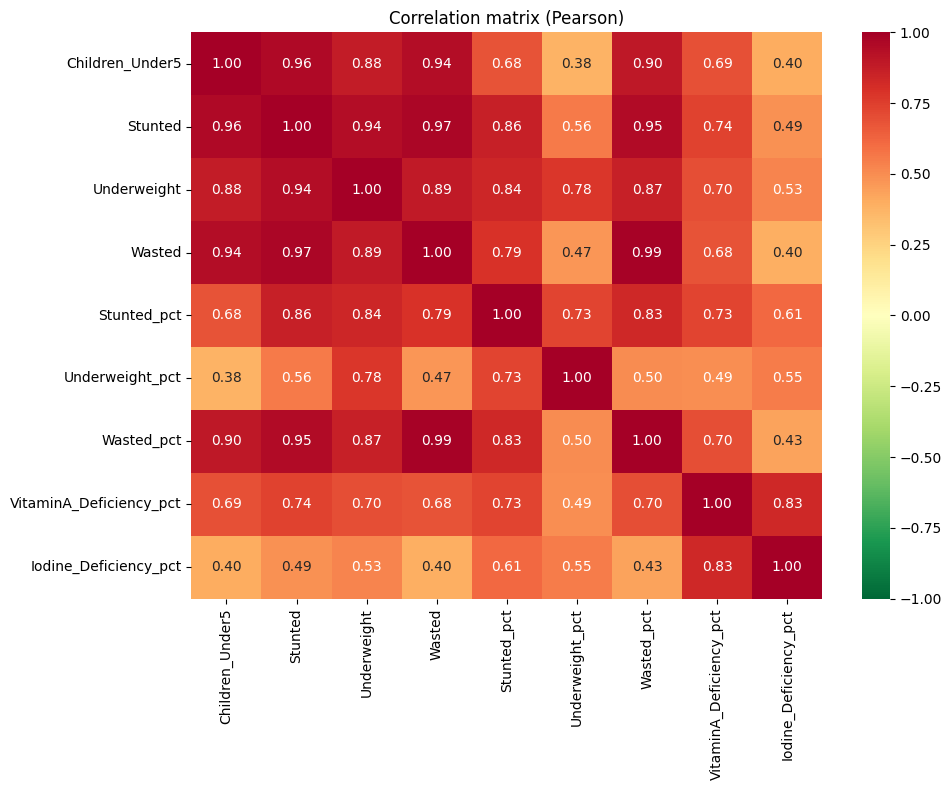 Correlation matrix (Pearson)
Children_Under5 1.00 0.96 0.88 0.94 0.68 0.38 0.90 0.69 0.40
Stunted 0.96 1.00 0.94 0.97 0.86 0.56 0.95 0.74 0.49
Underweight 0.88 0.94 1.00 0.89 0.84 0.78 0.87 0.70 0.53
Wasted 0.94 0.97 0.89 1.00 0.79 0.47 0.99 0.68 0.40
Stunted_pct 0.68 0.86 0.84 0.79 1.00 0.73 0.83 0.73 0.61
Underweight_pct 0.38 0.56 0.78 0.47 0.73 1.00 0.50 0.49 0.55
Wasted_pct 0.90 0.95 0.87 0.99 0.83 0.50 1.00 0.70 0.43
VitaminA_Deficiency_pct 0.69 0.74 0.70 0.68 0.73 0.49 0.70 1.00 0.83
Iodine_Deficiency_pct 0.40 0.49 0.53 0.40 0.61 0.55 0.43 0.83 1.00
Children_Under5
Stunted
Underweight
Wasted
Stunted_pct
Underweight_pct
Wasted_pct
VitaminA_Deficiency_pct
Iodine_Deficiency_pct
1.00
0.75
0.50
0.25
0.00
−0.25
−0.50
−0.75
−1.00